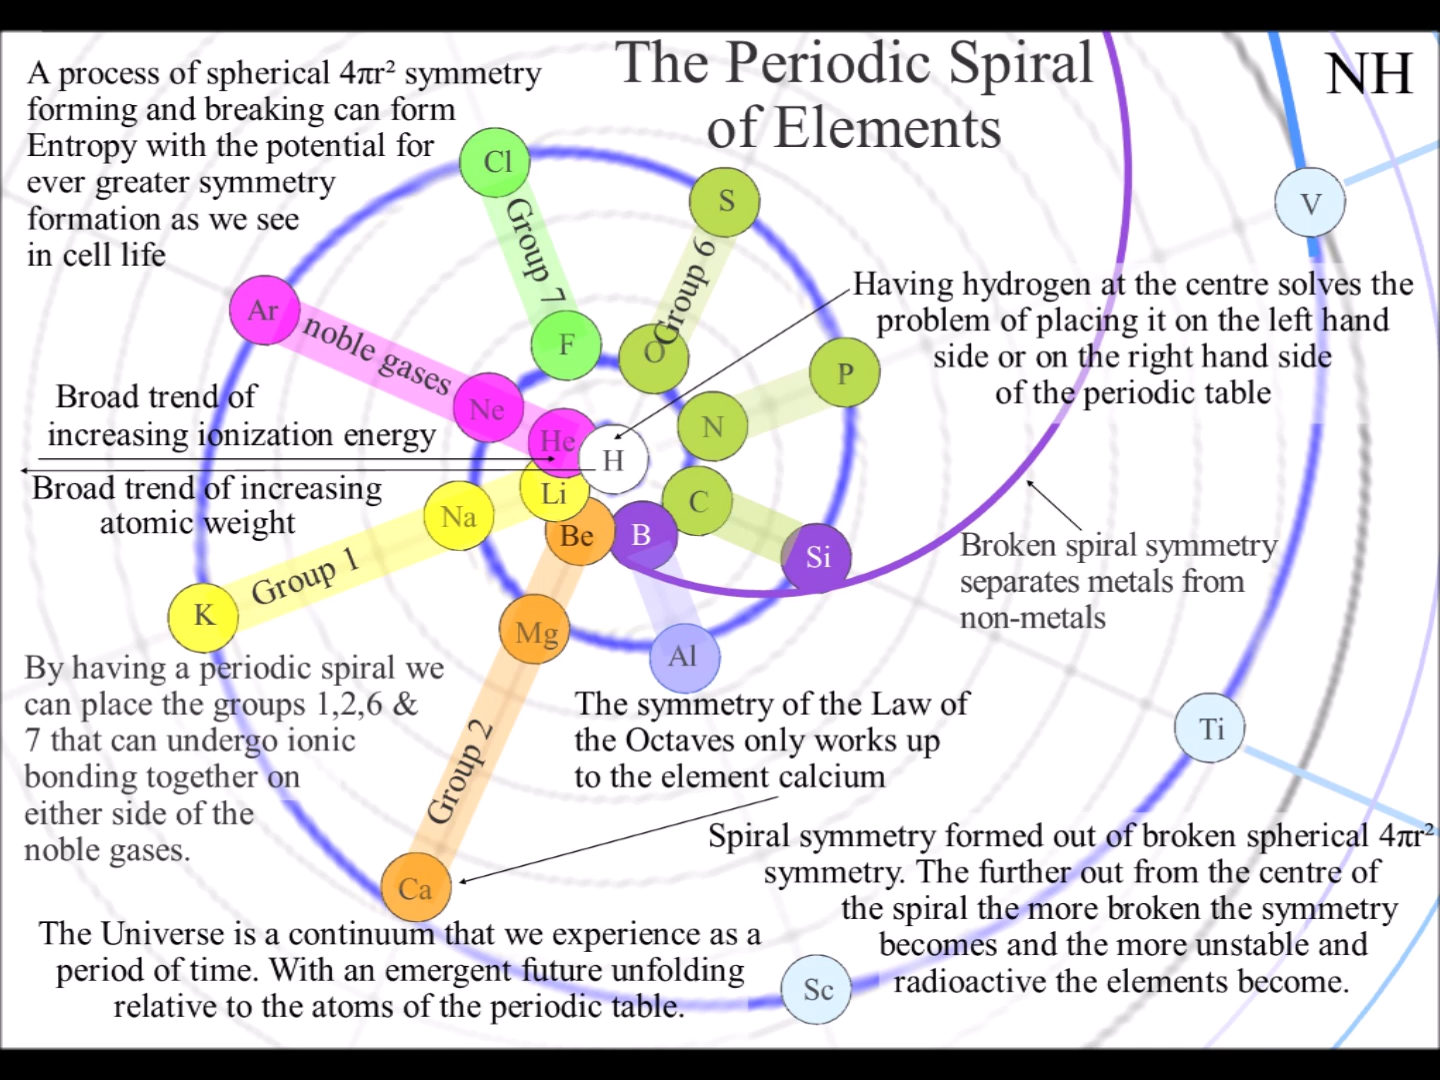 The Periodic Spiral
of Elements
NH
A process of spherical 4πr² symmetry
forming and breaking can form
Entropy with the potential for
ever greater symmetry
formation as we see
in cell life
Cl
S
V
Group 7
Group 6
Having hydrogen at the centre solves the
problem of placing it on the left hand
side or on the right hand side
of the periodic table
Ar
noble gases
F
O
P
Broad trend of
increasing ionization energy
Ne
He
H
N
Broad trend of increasing
atomic weight
Na
Li
Be
B
C
Si
Broken spiral symmetry
separates metals from
non-metals
Group 1
K
Mg
Al
By having a periodic spiral we
can place the groups 1,2,6 &
7 that can undergo ionic
bonding together on
either side of the
noble gases.
Group 2
The symmetry of the Law of
the Octaves only works up
to the element calcium
Ti
Ca
Spiral symmetry formed out of broken spherical 4πr²
symmetry. The further out from the centre of
the spiral the more broken the symmetry
becomes and the more unstable and
radioactive the elements become.
The Universe is a continuum that we experience as a
period of time. With an emergent future unfolding
relative to the atoms of the periodic table.
Sc